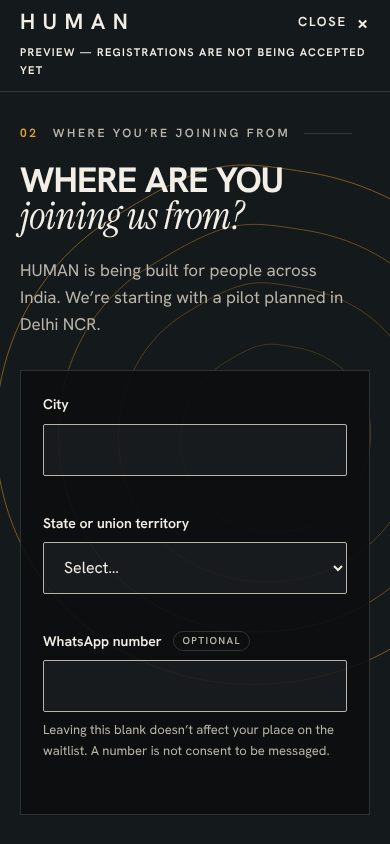 HUMAN
CLOSE ×
PREVIEW — REGISTRATIONS ARE NOT BEING ACCEPTED
YET
02 WHERE YOU’RE JOINING FROM
WHERE ARE YOU
joining us from?
HUMAN is being built for people across
India. We’re starting with a pilot planned in
Delhi NCR.
City
State or union territory
Select...
WhatsApp number OPTIONAL
Leaving this blank doesn’t affect your place on the
waitlist. A number is not consent to be messaged.